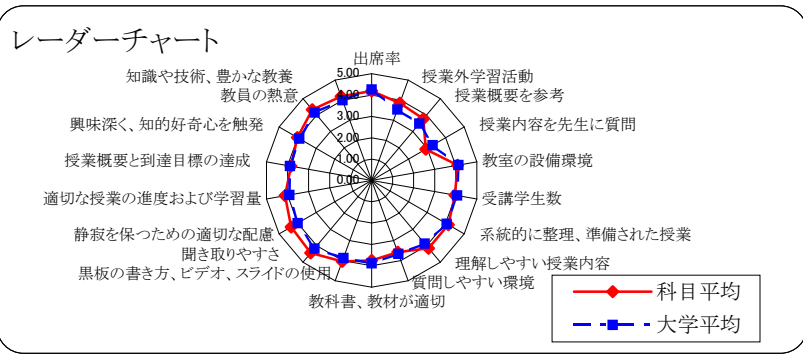 レーダーチャート
出席率
授業外学習活動
授業概要を参考
授業内容を先生に質問
教室の設備環境
受講学生数
系統的に整理、準備された授業
理解しやすい授業内容
質問しやすい環境
教科書、教材が適切
黒板の書き方、ビデオ、スライドの使用
聞き取りやすさ
静寂を保つための適切な配慮
適切な授業の進度および学習量
授業概要と到達目標の達成
興味深く、知的好奇心を触発
教員の熱意
知識や技術、豊かな教養
5.00
4.00
3.00
2.00
1.00
0.00
科目平均
大学平均